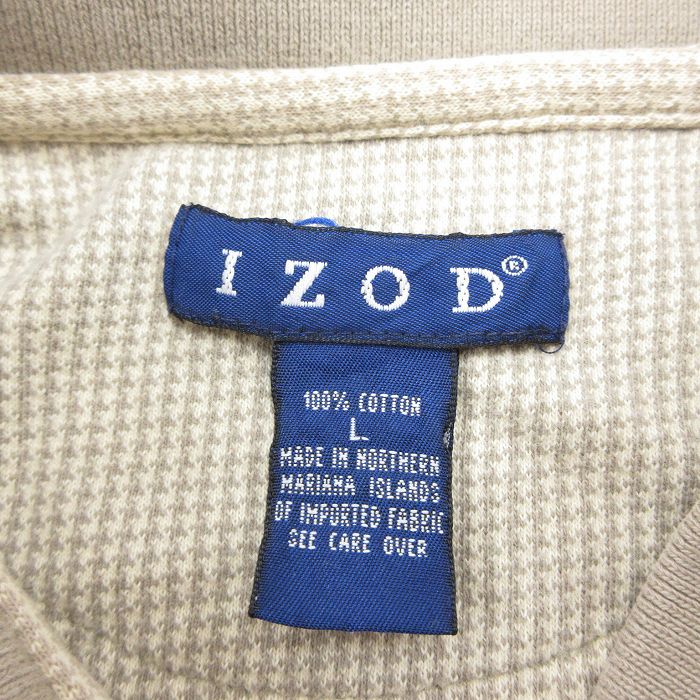 IZOD®
100% COTTON
L
MADE IN NORTHERN
MARIANA ISLANDS
OF IMPORTED FABRIC
SEE CARE OVER